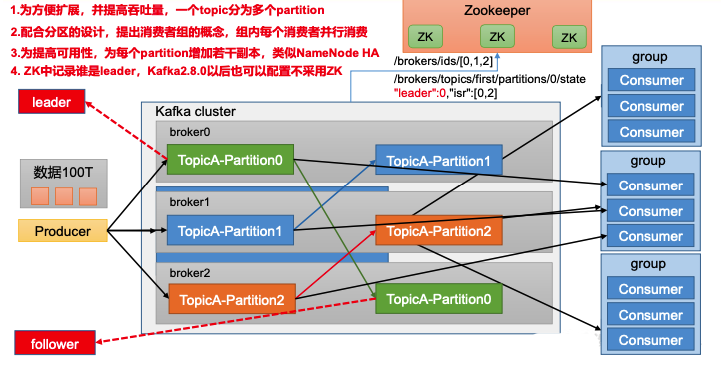 1.为方便扩展，并提高吞吐量，一个topic分为多个partition
2.配合分区的设计，提出消费者组的概念，组内每个消费者并行消费
3.为提高可用性，为每个partition增加若干副本，类似NameNode HA
4. ZK中记录谁是leader，Kafka2.8.0以后也可以配置不采用ZK
Zookeeper
ZK
ZK
ZK
/brokers/ids/[0,1,2]
/brokers/topics/first/partitions/0/state
"leader":0,"isr":[0,2]
leader
Kafka cluster
broker0
TopicA-Partition0
TopicA-Partition1
数据100T
Producer
broker1
TopicA-Partition1
TopicA-Partition2
broker2
TopicA-Partition2
TopicA-Partition0
follower
group
Consumer
Consumer
Consumer
group
Consumer
Consumer
Consumer
group
Consumer
Consumer
Consumer